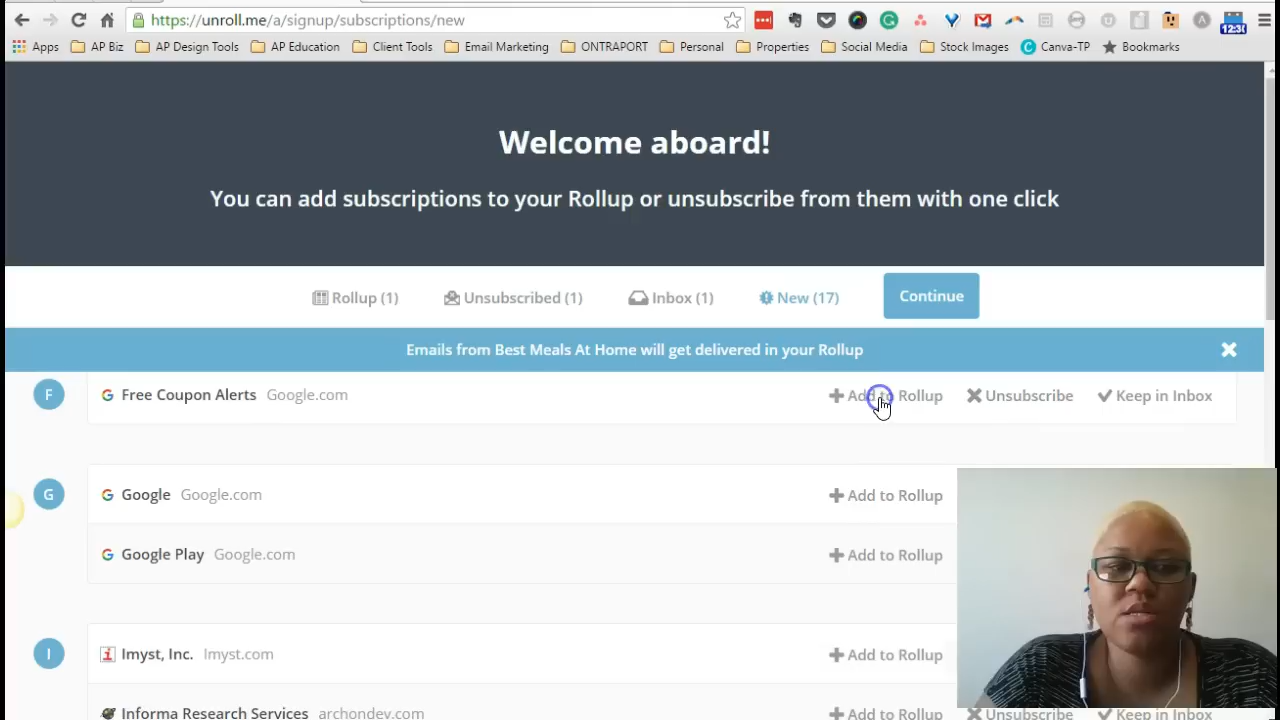 https://unroll.me/a/signup/subscriptions/new
12:30
Apps AP Biz AP Design Tools AP Education Client Tools Email Marketing ONTRAPORT Personal Properties Social Media Stock Images Canva-TP Bookmarks
Welcome aboard!
You can add subscriptions to your Rollup or unsubscribe from them with one click
Rollup (1) Unsubscribed (1) Inbox (1) New (17) Continue
Emails from Best Meals At Home will get delivered in your Rollup
F Free Coupon Alerts Google.com Add to Rollup Unsubscribe Keep in Inbox
G Google Google.com Add to Rollup
Google Play Google.com Add to Rollup
I Imyst, Inc. Imyst.com Add to Rollup
Informa Research Services archondev.com Add to Rollup Unsubscribe Keep in Inbox